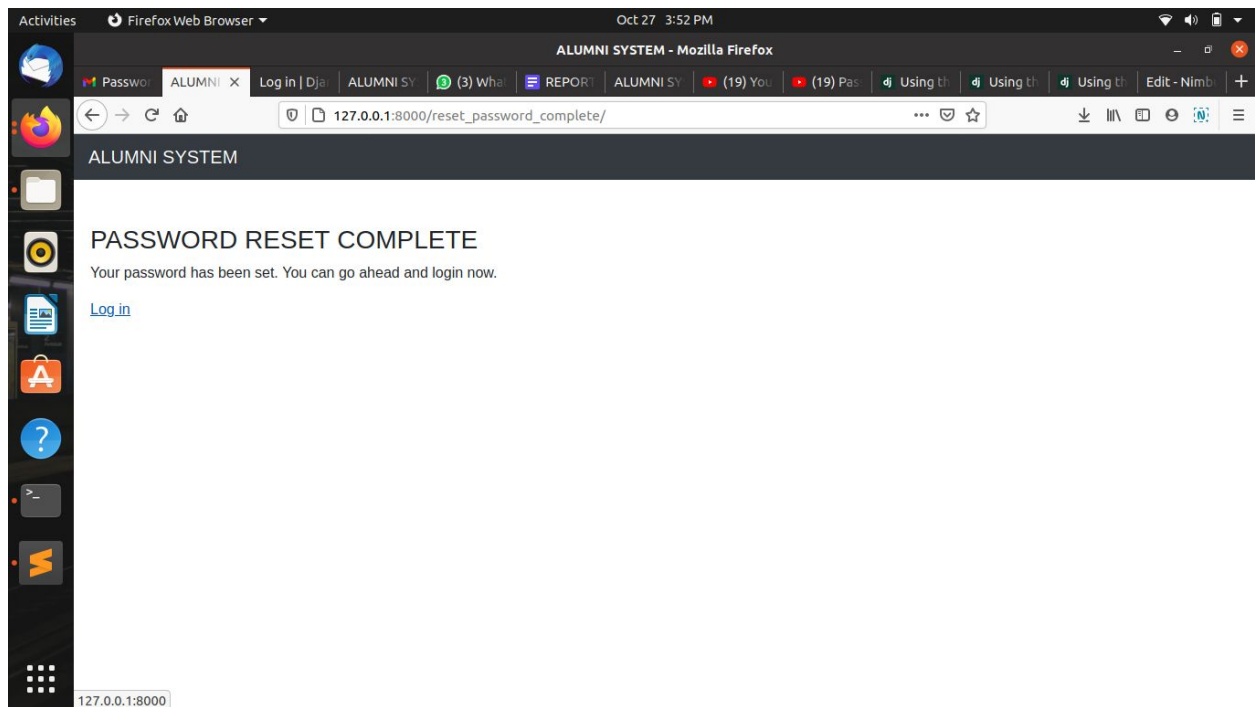 Activities Firefox Web Browser Oct 27 3:52 PM
ALUMNI SYSTEM - Mozilla Firefox
Passwor ALUMNI Log in | Dja ALUMNI SY (3) What REPORT ALUMNI SY (19) You (19) Pas Using th Using th Using th Edit - Nimb
127.0.0.1:8000/reset_password_complete/
ALUMNI SYSTEM
PASSWORD RESET COMPLETE
Your password has been set. You can go ahead and login now.
Log in
127.0.0.1:8000